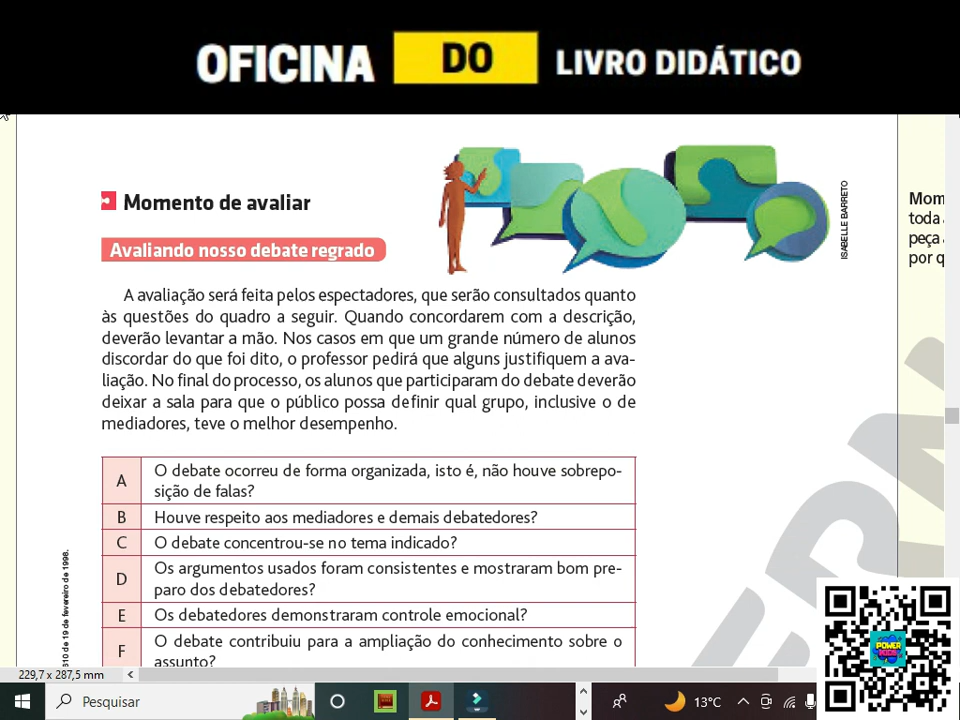 OFICINA DO LIVRO DIDÁTICO
ISABELLE BARRETO
Momento de avaliar
Avaliando nosso debate regrado
A avaliação será feita pelos espectadores, que serão consultados quanto
às questões do quadro a seguir. Quando concordarem com a descrição,
deverão levantar a mão. Nos casos em que um grande número de alunos
discordar do que foi dito, o professor pedirá que alguns justifiquem a ava-
liação. No final do processo, os alunos que participaram do debate deverão
deixar a sala para que o público possa definir qual grupo, inclusive o de
mediadores, teve o melhor desempenho.
A O debate ocorreu de forma organizada, isto é, não houve sobrepo-
sição de falas?
B Houve respeito aos mediadores e demais debatedores?
C O debate concentrou-se no tema indicado?
D Os argumentos usados foram consistentes e mostraram bom pre-
paro dos debatedores?
E Os debatedores demonstraram controle emocional?
F O debate contribuiu para a ampliação do conhecimento sobre o
assunto?
610 de 19 de fevereiro de 1998.
Mom
toda
peça
por q
ERN
POWER
229,7 x 287,5 mm
Pesquisar
13°C